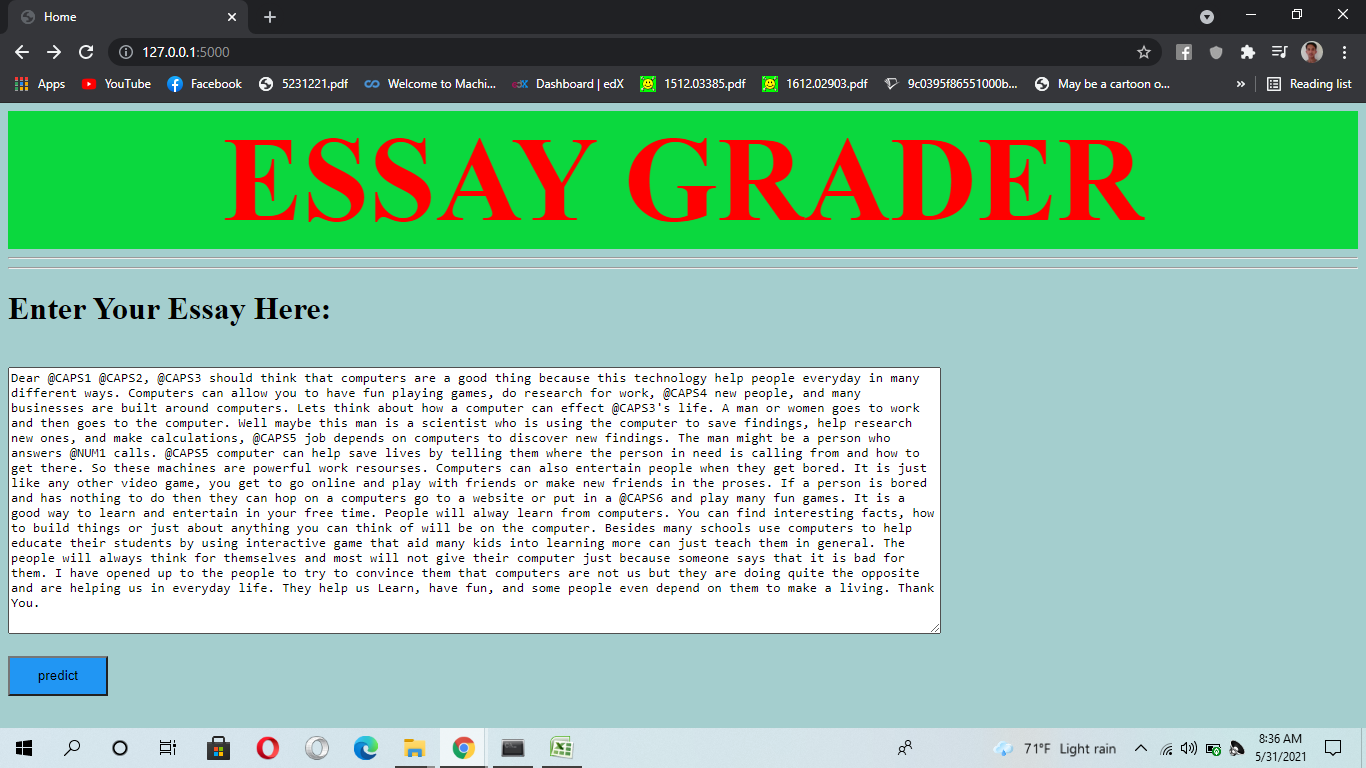 Home
127.0.0.1:5000
Apps YouTube Facebook 5231221.pdf Welcome to Machi... Dashboard | edX 1512.03385.pdf 1612.02903.pdf 9c0395f86551000b... May be a cartoon o... » Reading list
ESSAY GRADER
Enter Your Essay Here:
Dear @CAPS1 @CAPS2, @CAPS3 should think that computers are a good thing because this technology help people everyday in many
different ways. Computers can allow you to have fun playing games, do research for work, @CAPS4 new people, and many
businesses are built around computers. Lets think about how a computer can effect @CAPS3's life. A man or women goes to work
and then goes to the computer. Well maybe this man is a scientist who is using the computer to save findings, help research
new ones, and make calculations, @CAPS5 job depends on computers to discover new findings. The man might be a person who
answers @NUM1 calls. @CAPS5 computer can help save lives by telling them where the person in need is calling from and how to
get there. So these machines are powerful work resourses. Computers can also entertain people when they get bored. It is just
like any other video game, you get to go online and play with friends or make new friends in the proses. If a person is bored
and has nothing to do then they can hop on a computers go to a website or put in a @CAPS6 and play many fun games. It is a
good way to learn and entertain in your free time. People will alway learn from computers. You can find interesting facts, how
to build things or just about anything you can think of will be on the computer. Besides many schools use computers to help
educate their students by using interactive game that aid many kids into learning more can just teach them in general. The
people will always think for themselves and most will not give their computer just because someone says that it is bad for
them. I have opened up to the people to try to convince them that computers are not us but they are doing quite the opposite
and are helping us in everyday life. They help us Learn, have fun, and some people even depend on them to make a living. Thank
You.
predict
71°F Light rain
8:36 AM
5/31/2021